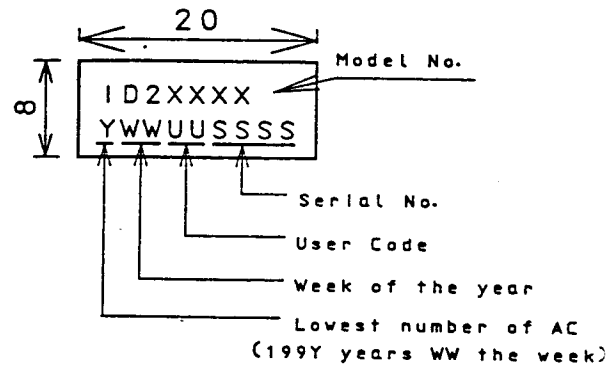 20
Model No.
8
ID2XXXX
YWWUUSSSS
Serial No.
User Code
Week of the year
Lowest number of AC
(199Y years WW the week)